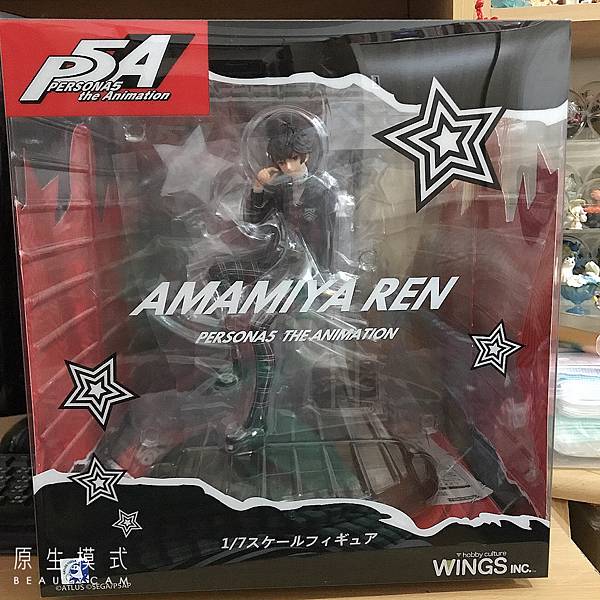 P5A
PERSONA5
the Animation
AMAMIYA REN
PERSONA5 THE ANIMATION
1/7スケールフィギュア
hobby culture
WINGS INC.
原生模式
BEAUTYCAM
©ATLUS ©SEGA/P5AP